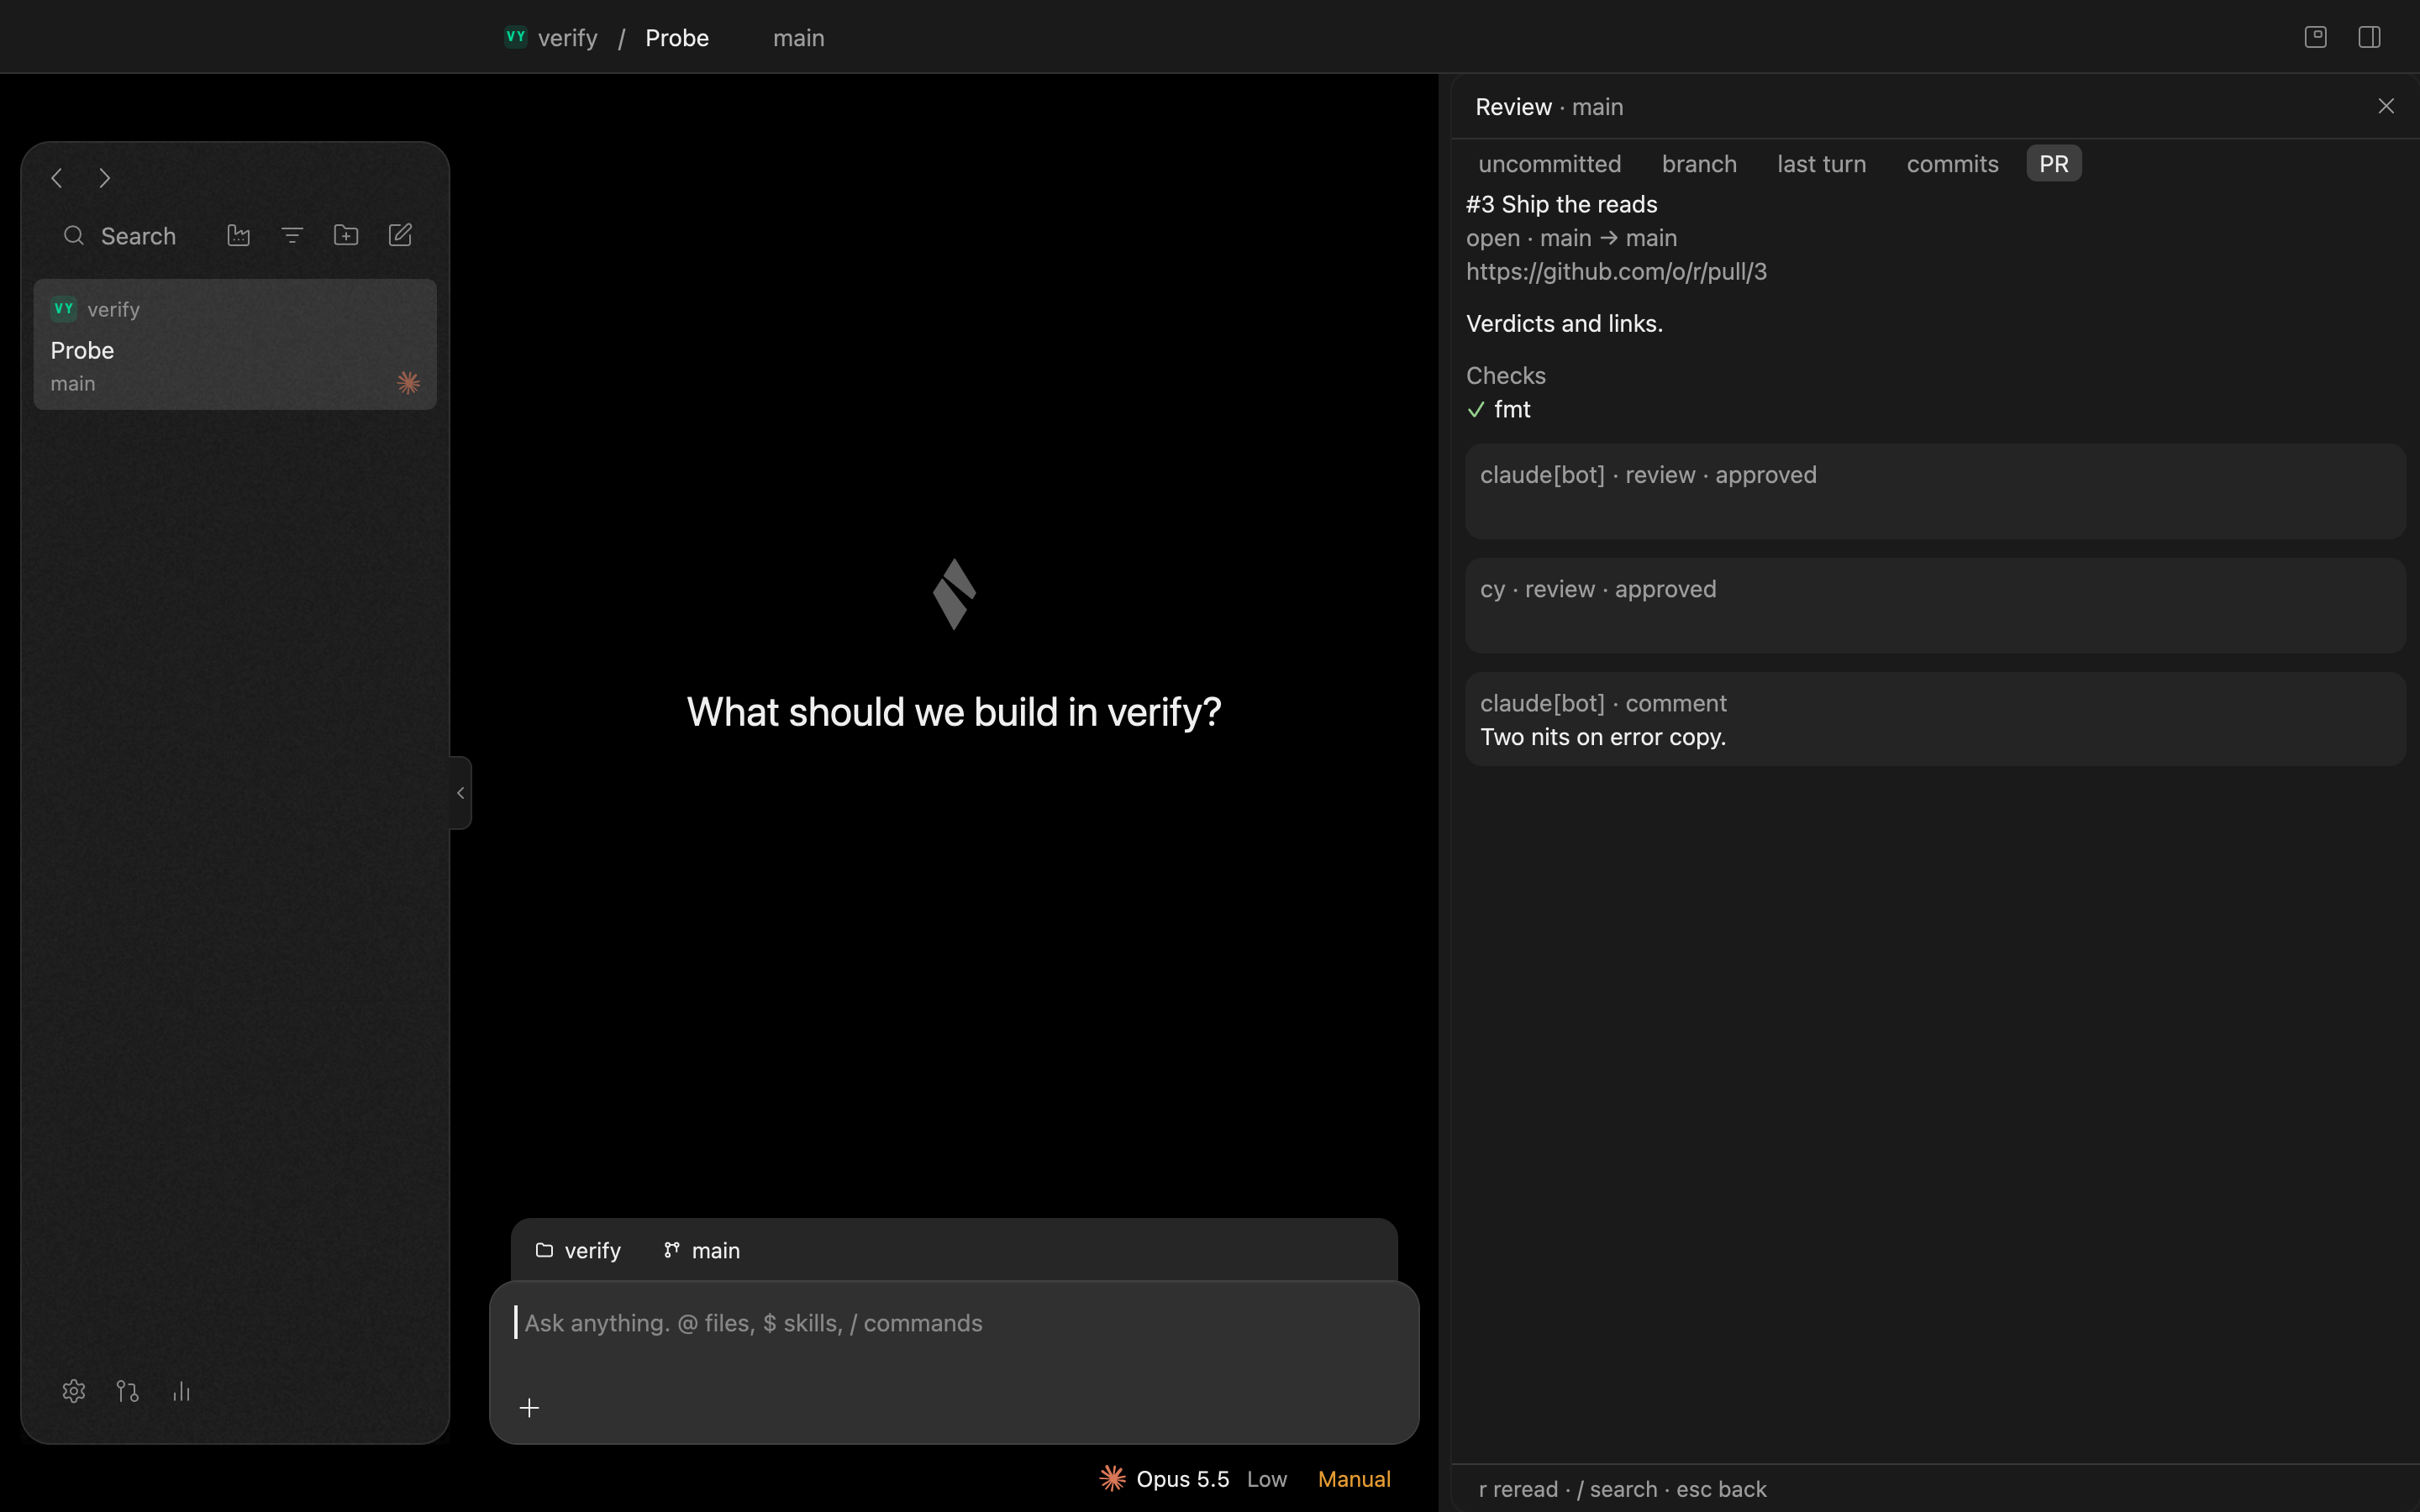 VY verify / Probe main
Search
VY verify
Probe
main
What should we build in verify?
verify main
Ask anything. @ files, $ skills, / commands
Opus 5.5 Low Manual
Review · main
uncommitted branch last turn commits PR
#3 Ship the reads
open · main → main
https://github.com/o/r/pull/3
Verdicts and links.
Checks
✓ fmt
claude[bot] · review · approved
cy · review · approved
claude[bot] · comment
Two nits on error copy.
r reread · / search · esc back